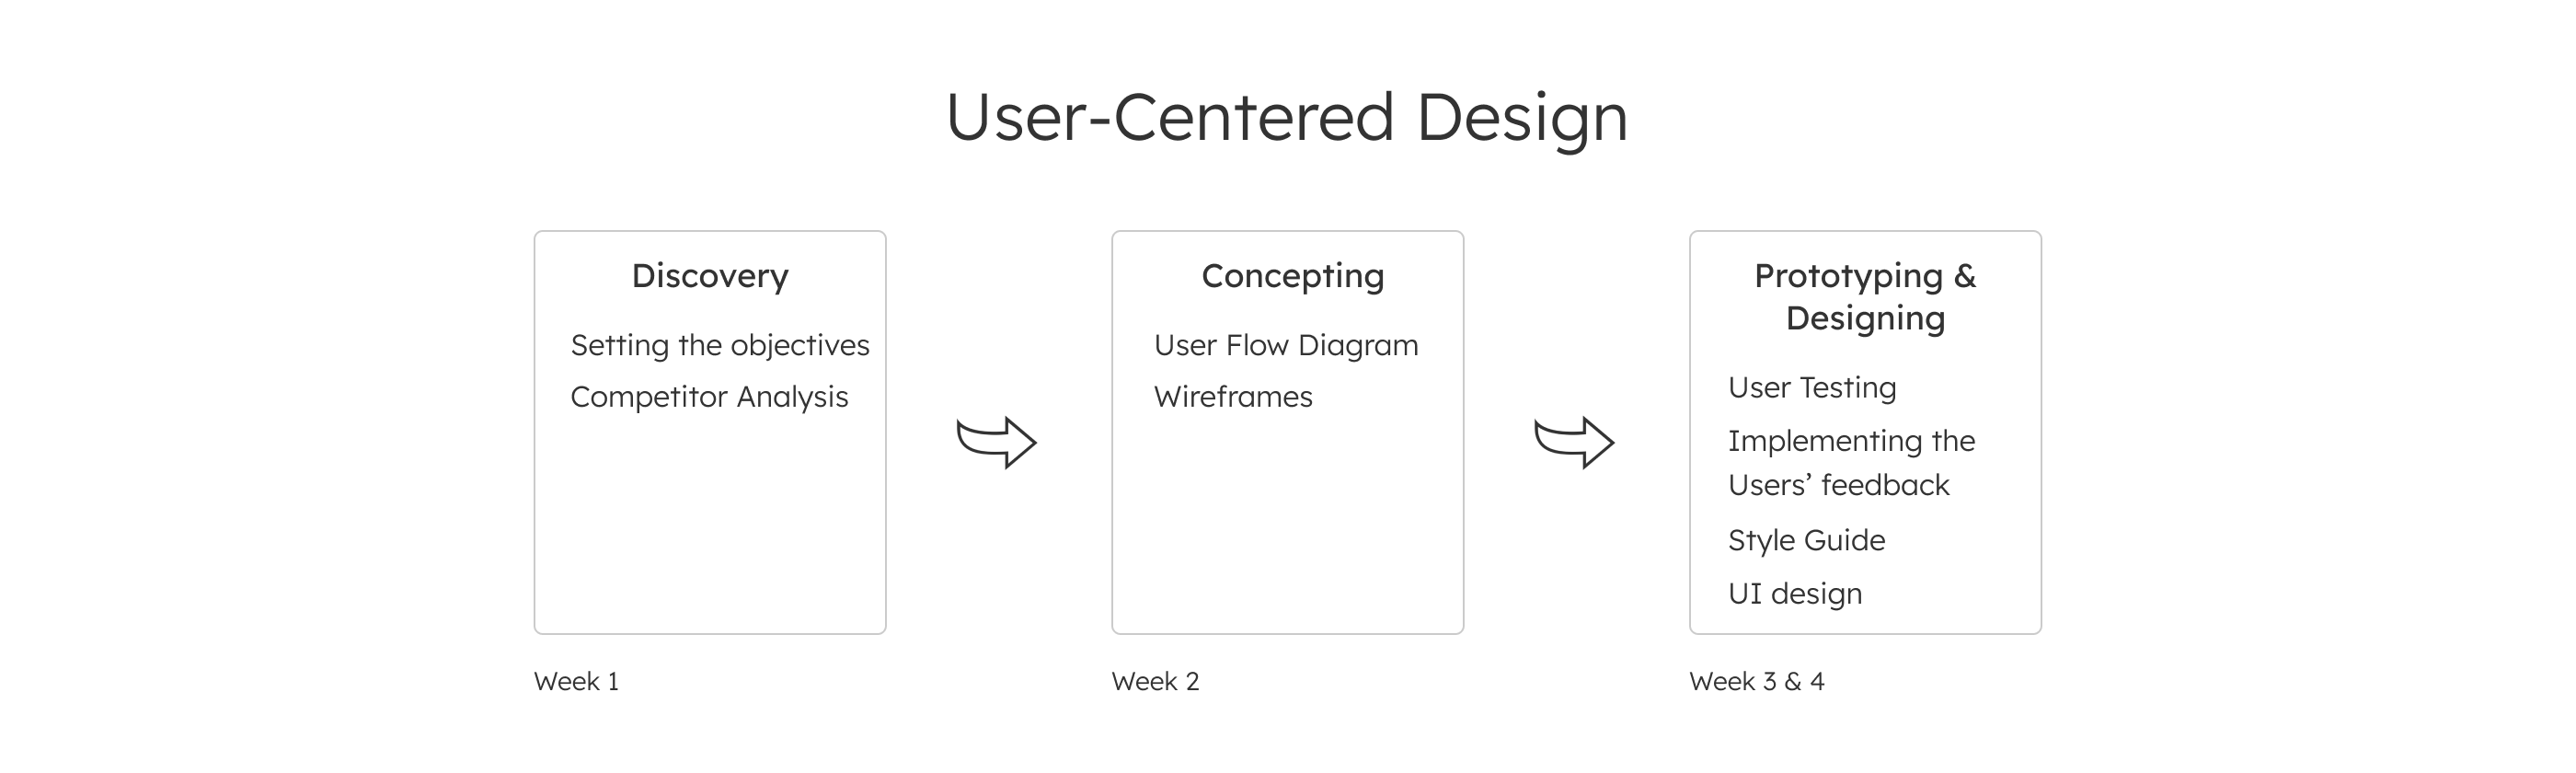 User-Centered Design
Discovery
Setting the objectives
Competitor Analysis
Week 1
Concepting
User Flow Diagram
Wireframes
Week 2
Prototyping &
Designing
User Testing
Implementing the
Users’ feedback
Style Guide
UI design
Week 3 & 4